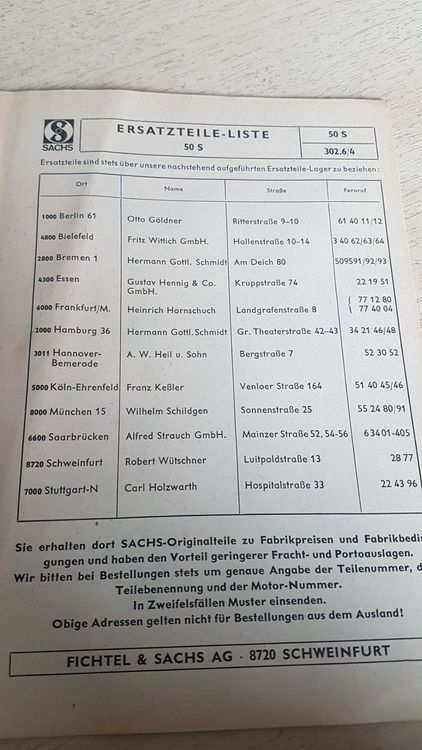 SACHS
ERSATZTEILE-LISTE
50 S
50 S
302.6/4
Ersatzteile sind stets über unsere nachstehend aufgeführten Ersatzteile-Lager zu beziehen:
Ort Name Straße Fernruf
1000 Berlin 61 Otto Göldner Ritterstraße 9-10 61 40 11/12
4800 Bielefeld Fritz Wittich GmbH. Hallenstraße 10-14 3 40 62/63/64
2800 Bremen 1 Hermann Gottl. Schmidt Am Deich 80 509591/92/93
4300 Essen Gustav Hennig & Co. GmbH. Kruppstraße 74 22 19 51
6000 Frankfurt/M. Heinrich Hornschuch Landgrafenstraße 8 { 77 12 80
77 40 04
2000 Hamburg 36 Hermann Gottl. Schmidt Gr. Theaterstraße 42-43 34 21 46/48
3011 Hannover-Bemerode A. W. Heil u. Sohn Bergstraße 7 52 30 52
5000 Köln-Ehrenfeld Franz Keßler Venloer Straße 164 51 40 45/46
8000 München 15 Wilhelm Schildgen Sonnenstraße 25 55 24 80/91
6600 Saarbrücken Alfred Strauch GmbH. Mainzer Straße 52, 54-56 6 34 01-405
8720 Schweinfurt Robert Wütschner Luitpoldstraße 13 28 77
7000 Stuttgart-N Carl Holzwarth Hospitalstraße 33 22 43 96
Sie erhalten dort SACHS-Originalteile zu Fabrikpreisen und Fabrikbedin
gungen und haben den Vorteil geringerer Fracht- und Portoauslagen.
Wir bitten bei Bestellungen stets um genaue Angabe der Teilenummer, d
Teilebenennung und der Motor-Nummer.
In Zweifelsfällen Muster einsenden.
Obige Adressen gelten nicht für Bestellungen aus dem Ausland!
FICHTEL & SACHS AG · 8720 SCHWEINFURT